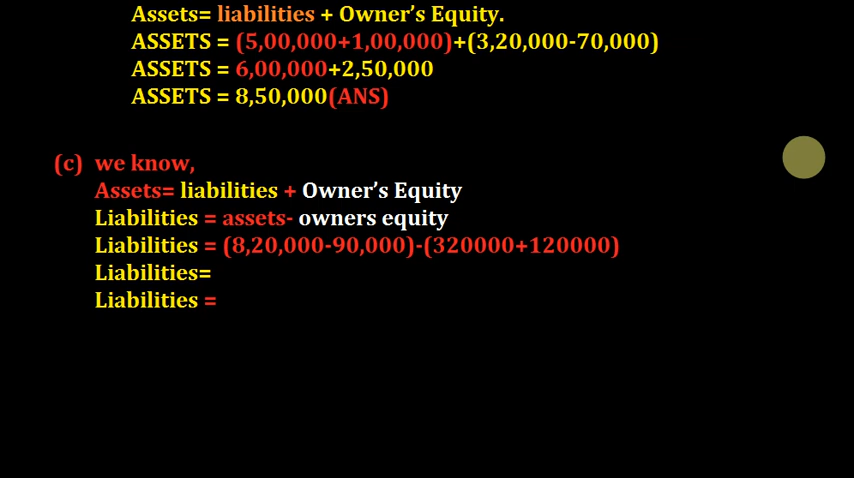 Assets= liabilities + Owner's Equity.
ASSETS = (5,00,000+1,00,000)+(3,20,000-70,000)
ASSETS = 6,00,000+2,50,000
ASSETS = 8,50,000(ANS)
(c) we know,
Assets= liabilities + Owner's Equity
Liabilities = assets- owners equity
Liabilities = (8,20,000-90,000)-(320000+120000)
Liabilities=
Liabilities =